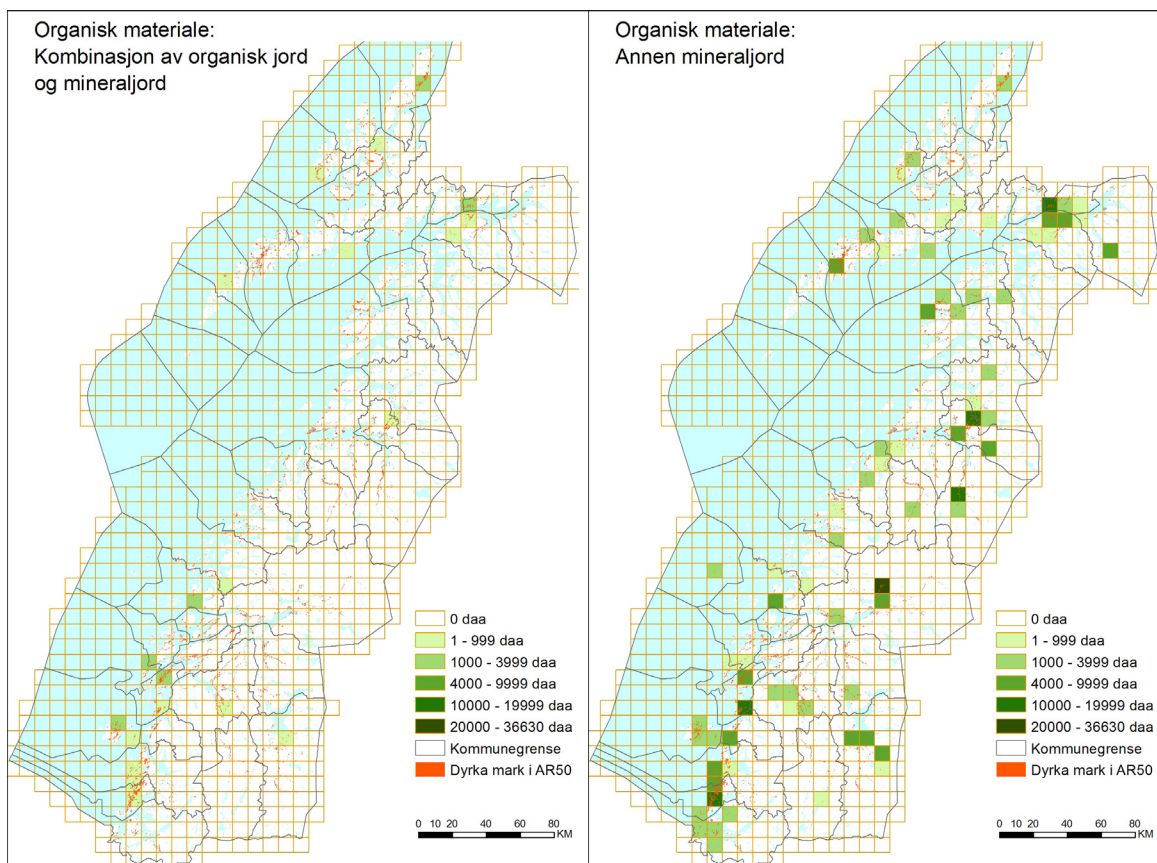 Organisk materiale:
Kombinasjon av organisk jord
og mineraljord
0 daa
1 - 999 daa
1000 - 3999 daa
4000 - 9999 daa
10000 - 19999 daa
20000 - 36630 daa
Kommunegrense
Dyrka mark i AR50
0 10 20 40 60 80
KM
Organisk materiale:
Annen mineraljord
0 daa
1 - 999 daa
1000 - 3999 daa
4000 - 9999 daa
10000 - 19999 daa
20000 - 36630 daa
Kommunegrense
Dyrka mark i AR50
0 10 20 40 60 80
KM